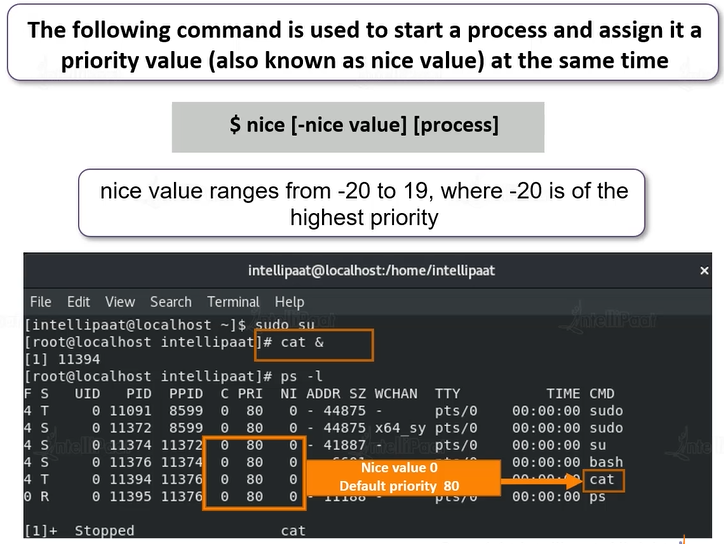 The following command is used to start a process and assign it a
priority value (also known as nice value) at the same time
$ nice [-nice value] [process]
nice value ranges from -20 to 19, where -20 is of the
highest priority
intellipaat@localhost:/home/intellipaat ×
File Edit View Search Terminal Help
[intellipaat@localhost ~]$ sudo su
[root@localhost intellipaat]# cat &
[1] 11394
[root@localhost intellipaat]# ps -l
F S UID PID PPID C PRI NI ADDR SZ WCHAN TTY TIME CMD
4 T 0 11091 8599 0 80 0 - 44875 - pts/0 00:00:00 sudo
4 S 0 11372 8599 0 80 0 - 44875 x64_sy pts/0 00:00:00 sudo
4 S 0 11374 11372 0 80 0 - 41887 - pts/0 00:00:00 su
4 S 0 11376 11374 0 80 0 pts/0 00:00:00 bash
4 T 0 11394 11376 0 80 0 cat
0 R 0 11395 11376 0 80 0 - 11188 - pts/0 00:00:00 ps
Nice value 0
Default priority 80
[1]+ Stopped cat